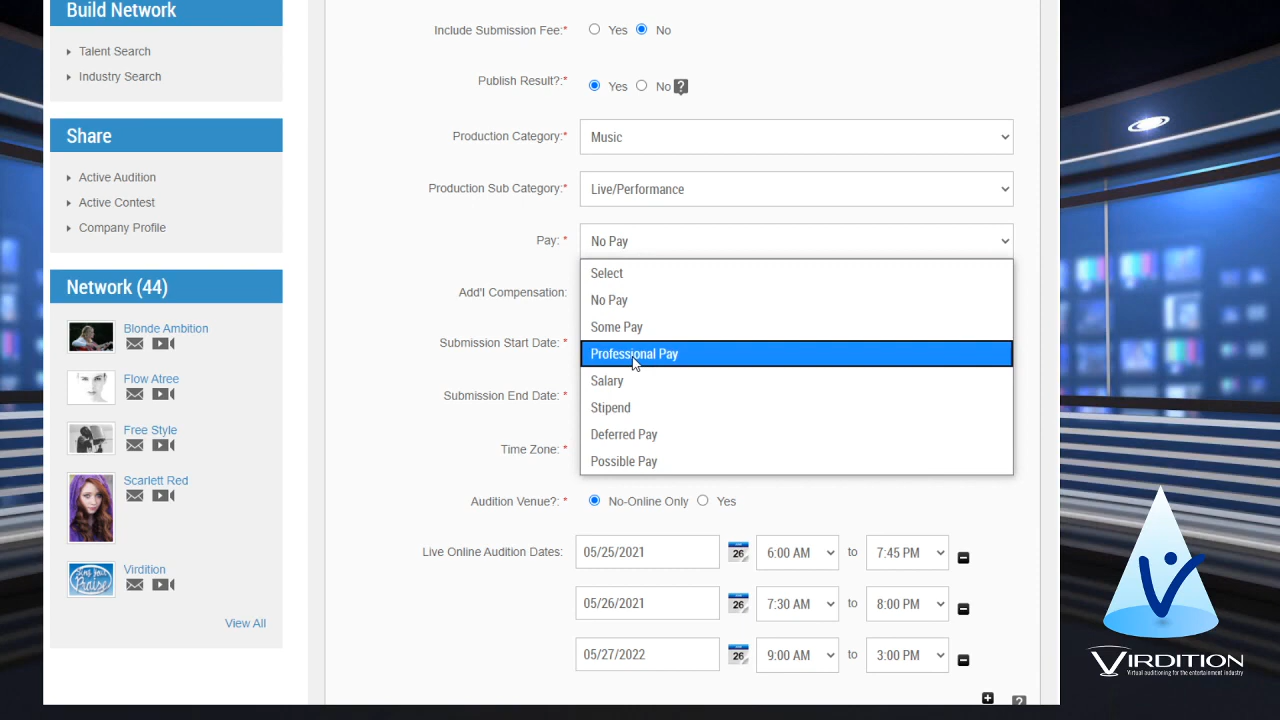 Build Network
Talent Search
Industry Search
Share
Active Audition
Active Contest
Company Profile
Network (44)
Blonde Ambition
Flow Atree
Free Style
Scarlett Red
Virdition
View All
Include Submission Fee:* Yes No
Publish Result?:* Yes No ?
Production Category:* Music
Production Sub Category:* Live/Performance
Pay: * No Pay
Select
No Pay
Some Pay
Professional Pay
Salary
Stipend
Deferred Pay
Possible Pay
Add'l Compensation:
Submission Start Date: *
Submission End Date: *
Time Zone: *
Audition Venue?: * No-Online Only Yes
Live Online Audition Dates: 05/25/2021 26 6:00 AM to 7:45 PM
05/26/2021 26 7:30 AM to 8:00 PM
05/27/2022 26 9:00 AM to 3:00 PM
?
VIRDITION
Virtual auditioning for the entertainment industry